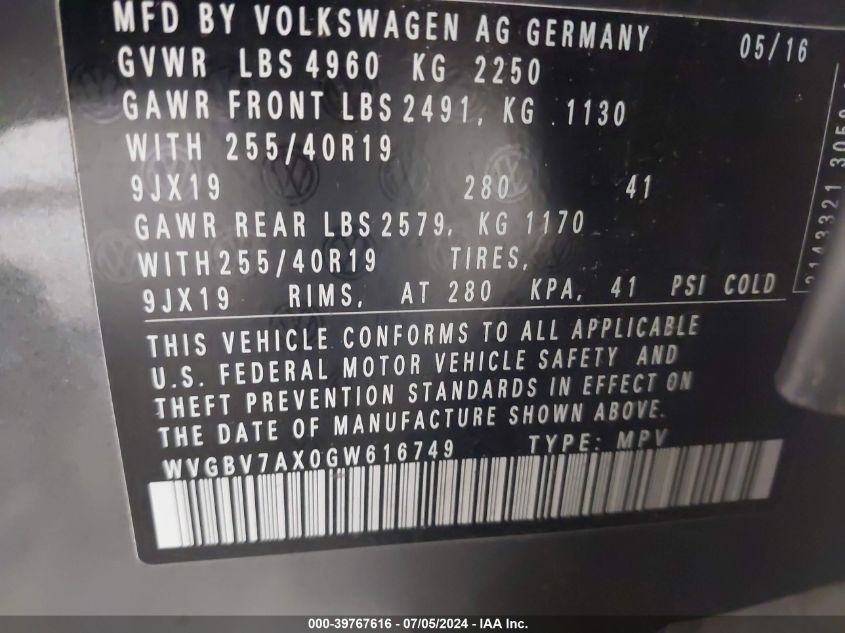 MFD BY VOLKSWAGEN AG GERMANY 05/16
GVWR LBS 4960 KG 2250
GAWR FRONT LBS 2491, KG 1130
WITH 255/40R19
9JX19 280 41
GAWR REAR LBS 2579, KG 1170
WITH 255/40R19 TIRES,
9JX19 RIMS, AT 280 KPA, 41 PSI COLD
THIS VEHICLE CONFORMS TO ALL APPLICABLE
U.S. FEDERAL MOTOR VEHICLE SAFETY AND
THEFT PREVENTION STANDARDS IN EFFECT ON
THE DATE OF MANUFACTURE SHOWN ABOVE.
WVGBV7AX0GW616749 TYPE: MPV
000-39767616 - 07/05/2024 - IAA Inc.